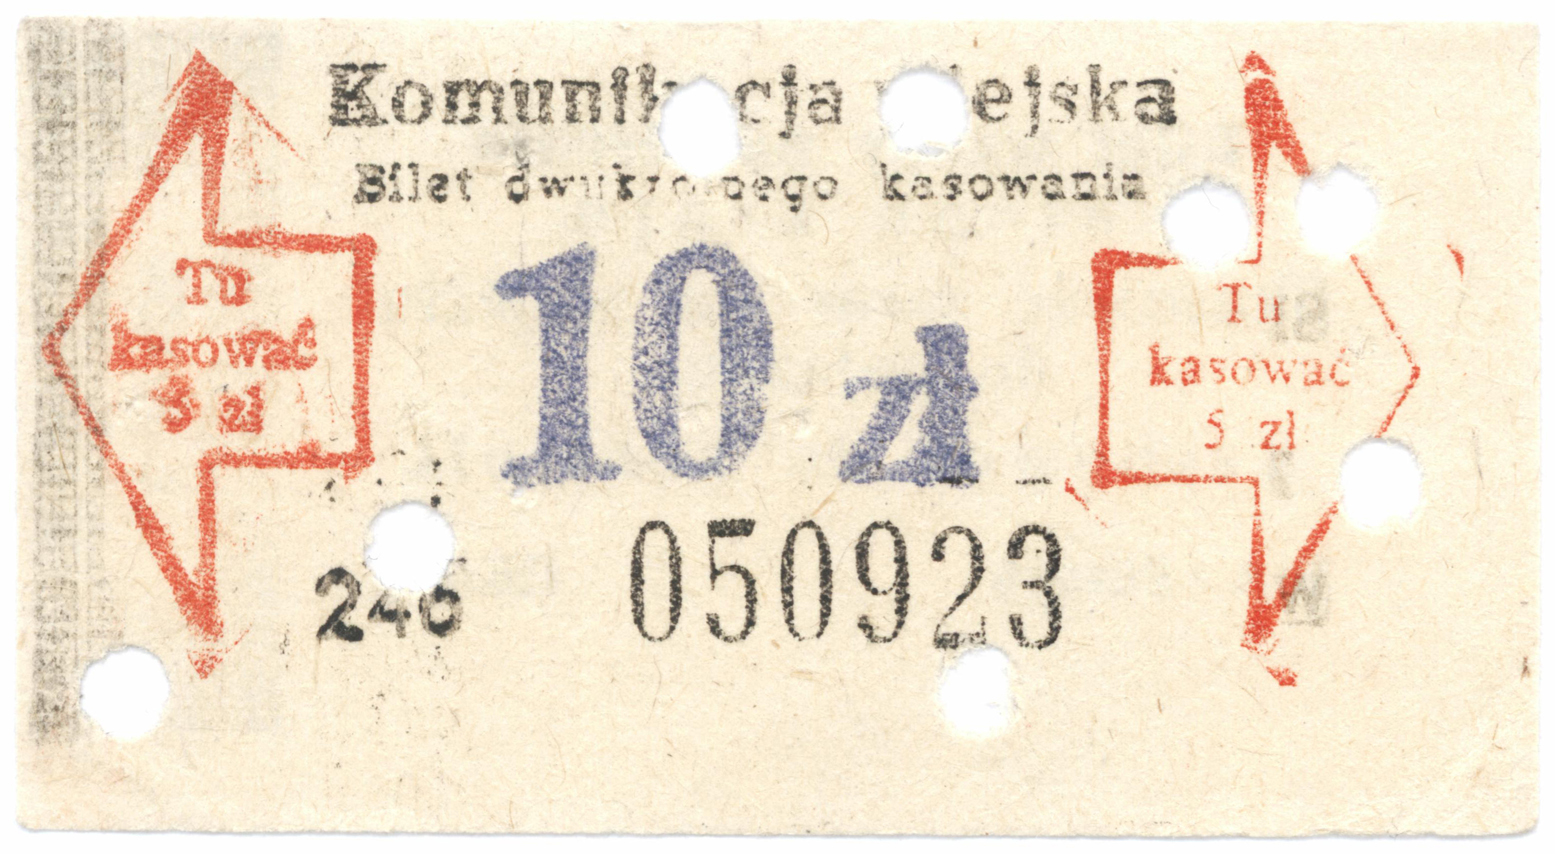 Komunikacja miejska
Bilet dwukrotnego kasowania
Tu
kasować
5 zł
10 zł
Tu
kasować
5 zł
246 050923